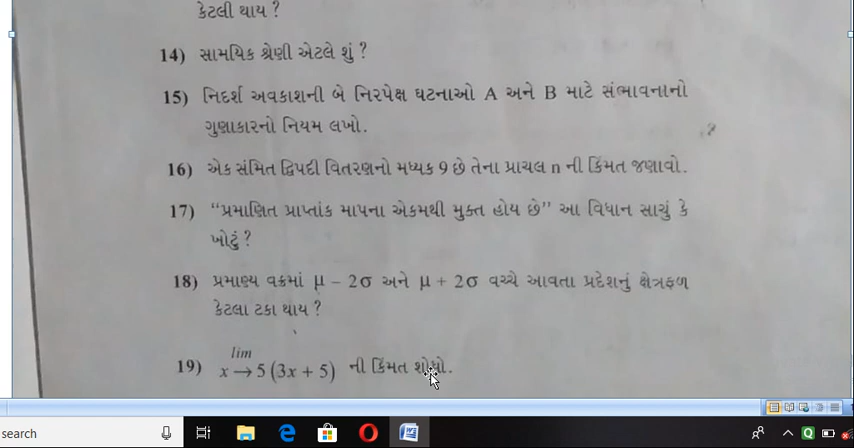 કેટલી થાય ?
14) સામયિક શ્રેણી એટલે શું ?
15) નિદર્શ અવકાશની બે નિરપેક્ષ ઘટનાઓ A અને B માટે સંભાવનાનો
ગુણાકારનો નિયમ લખો.
16) એક સંમિત દ્વિપદી વિતરણનો મધ્યક 9 છે તેના પ્રાચલ n ની કિંમત જણાવો.
17) “પ્રમાણિત પ્રાપ્તાંક માપના એકમથી મુક્ત હોય છે” આ વિધાન સાચું કે
ખોટું ?
18) પ્રમાણ્ય વક્રમાં μ – 2σ અને μ + 2σ વચ્ચે આવતા પ્રદેશનું ક્ષેત્રફળ
કેટલા ટકા થાય ?
lim
19) x → 5 (3x + 5) ની કિંમત શોધો.
search